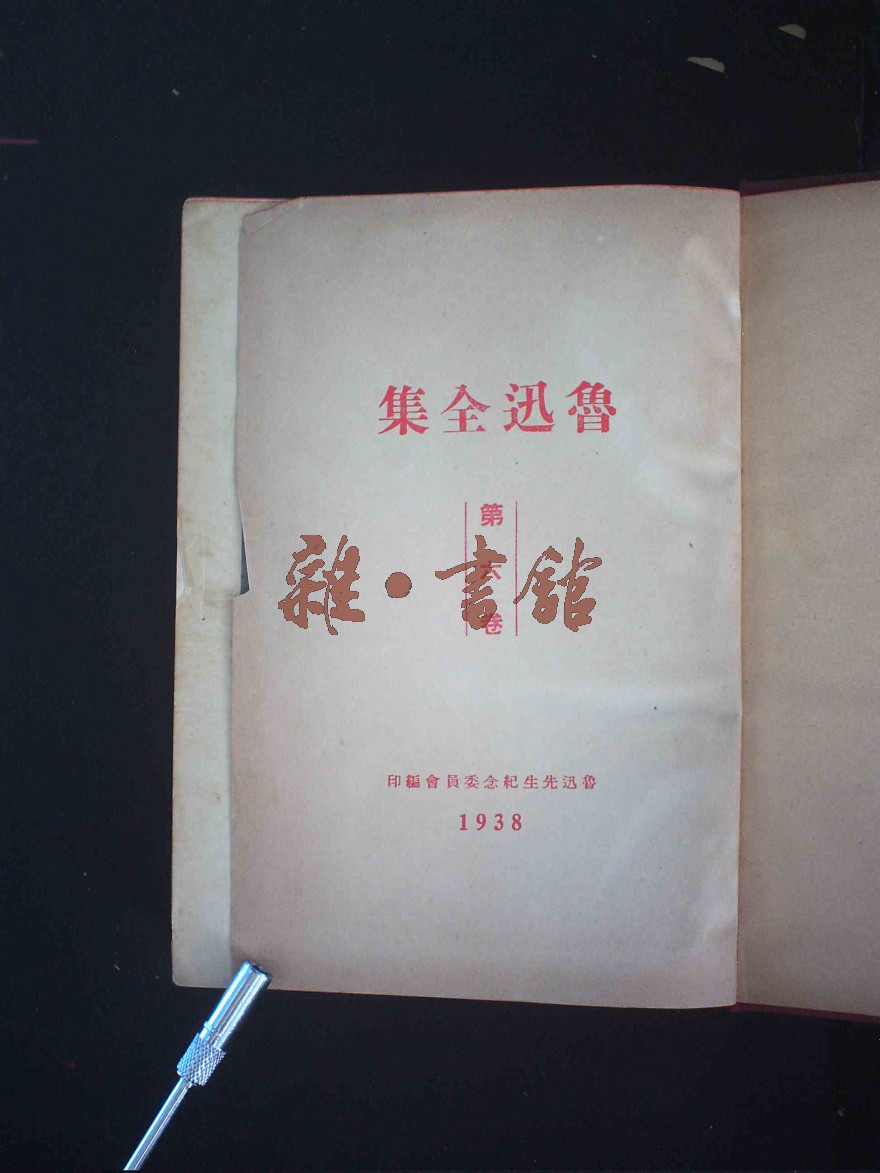 魯迅全集
第六卷
雜·書館
魯迅先生紀念委員會編印
1938